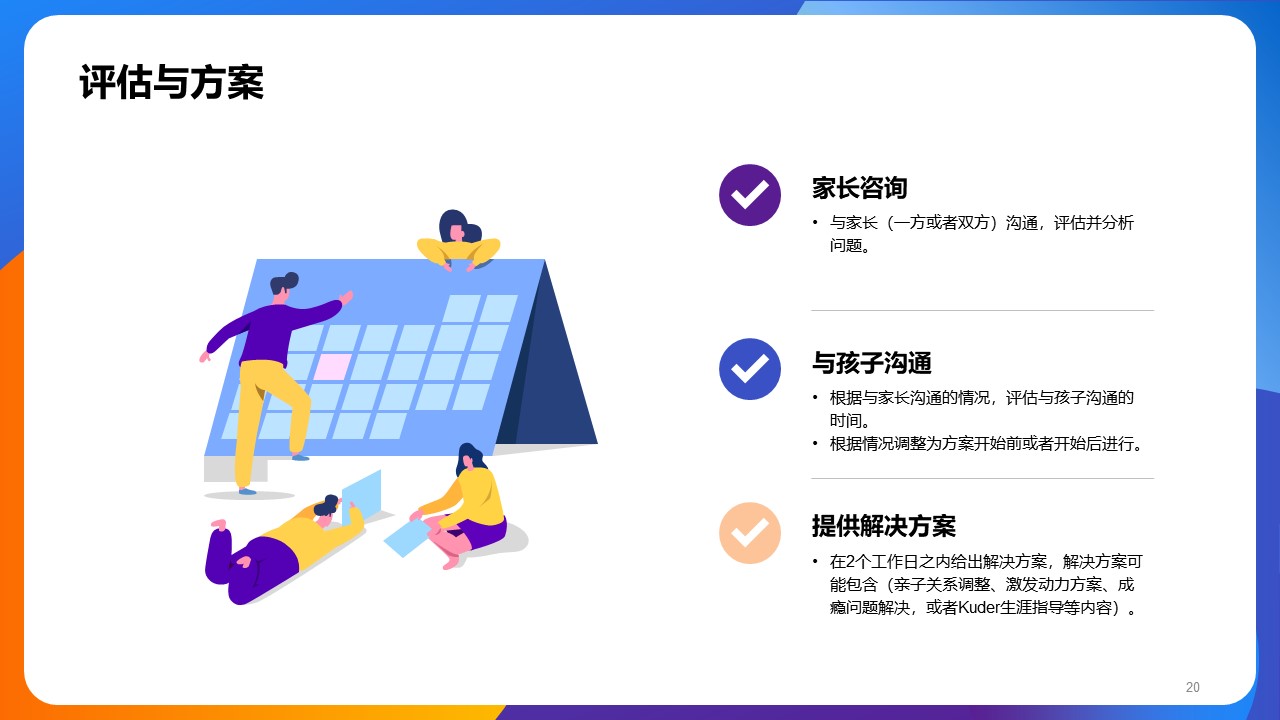 评估与方案
家长咨询
• 与家长（一方或者双方）沟通，评估并分析
问题。
与孩子沟通
• 根据与家长沟通的情况，评估与孩子沟通的
时间。
• 根据情况调整为方案开始前或者开始后进行。
提供解决方案
• 在2个工作日之内给出解决方案，解决方案可
能包含（亲子关系调整、激发动力方案、成
瘾问题解决，或者Kuder生涯指导等内容）。
20